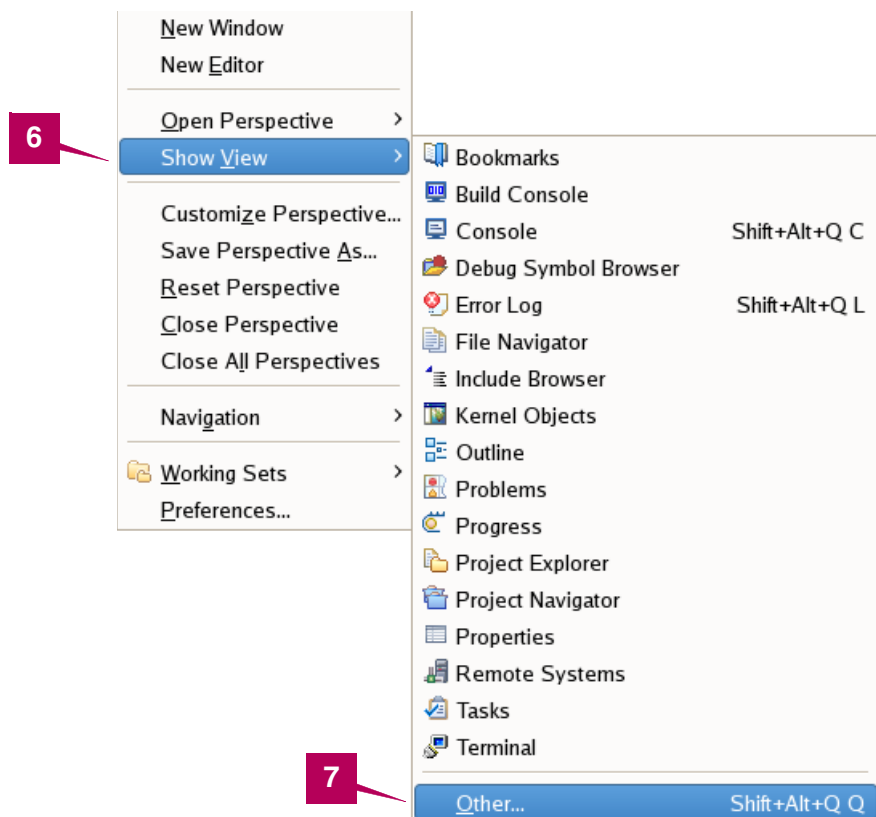 New Window
New Editor
Open Perspective
6
Show View
Customize Perspective...
Save Perspective As...
Reset Perspective
Close Perspective
Close All Perspectives
Navigation
Working Sets
Preferences...
Bookmarks
Build Console
Console Shift+Alt+Q C
Debug Symbol Browser
Error Log Shift+Alt+Q L
File Navigator
Include Browser
Kernel Objects
Outline
Problems
Progress
Project Explorer
Project Navigator
Properties
Remote Systems
Tasks
Terminal
7
Other... Shift+Alt+Q Q